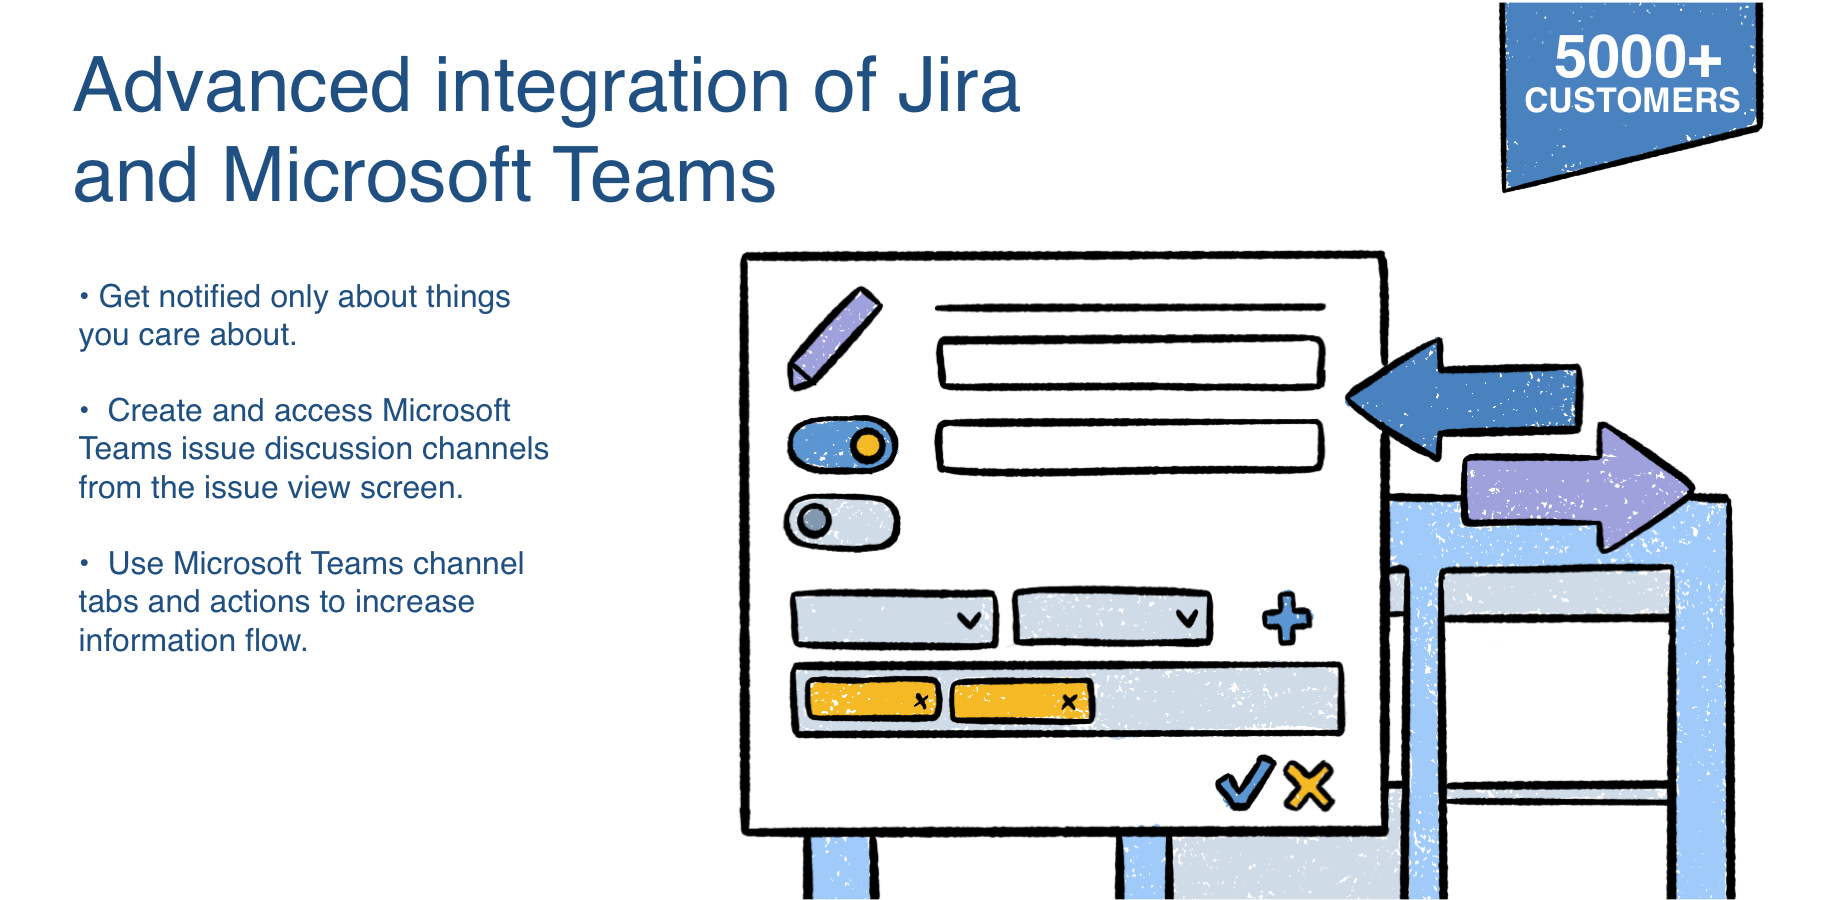 Advanced integration of Jira
and Microsoft Teams
5000+
CUSTOMERS
• Get notified only about things
you care about.
• Create and access Microsoft
Teams issue discussion channels
from the issue view screen.
• Use Microsoft Teams channel
tabs and actions to increase
information flow.